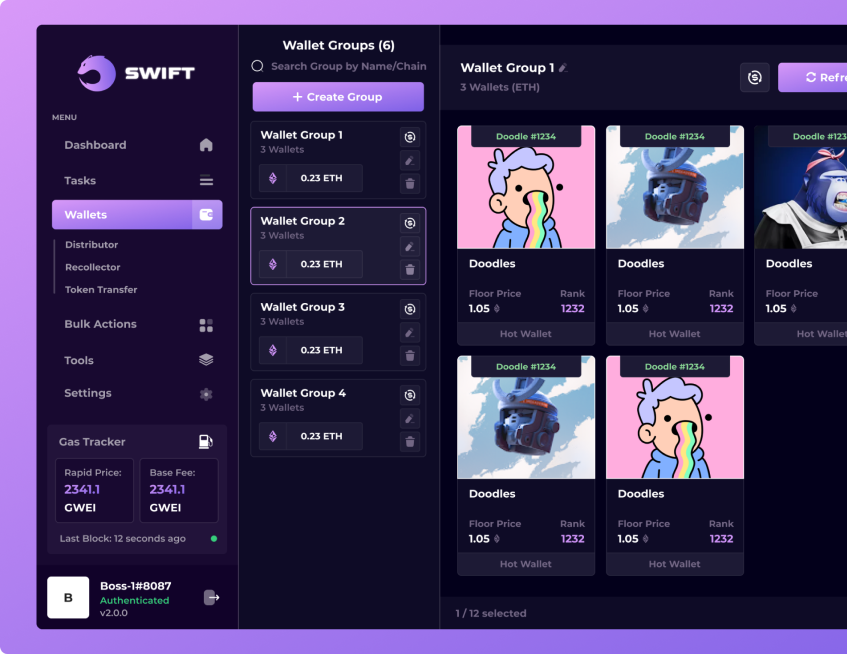 SWIFT
MENU
Dashboard
Tasks
Wallets
Distributor
Recollector
Token Transfer
Bulk Actions
Tools
Settings
Gas Tracker
Rapid Price:
2341.1
GWEI
Base Fee:
2341.1
GWEI
Last Block: 12 seconds ago
B
Boss-1#8087
Authenticated
v2.0.0
Wallet Groups (6)
Search Group by Name/Chain
+ Create Group
Wallet Group 1
3 Wallets
0.23 ETH
Wallet Group 2
3 Wallets
0.23 ETH
Wallet Group 3
3 Wallets
0.23 ETH
Wallet Group 4
3 Wallets
0.23 ETH
Wallet Group 1
3 Wallets (ETH)
Refre
Doodle #1234
Doodles
Floor Price Rank
1.05 1232
Hot Wallet
Doodle #1234
Doodles
Floor Price Rank
1.05 1232
Hot Wallet
Doodle #123
Doodles
Floor Price
1.05
Hot Wallet
Doodle #1234
Doodles
Floor Price Rank
1.05 1232
Hot Wallet
Doodle #1234
Doodles
Floor Price Rank
1.05 1232
Hot Wallet
1 / 12 selected